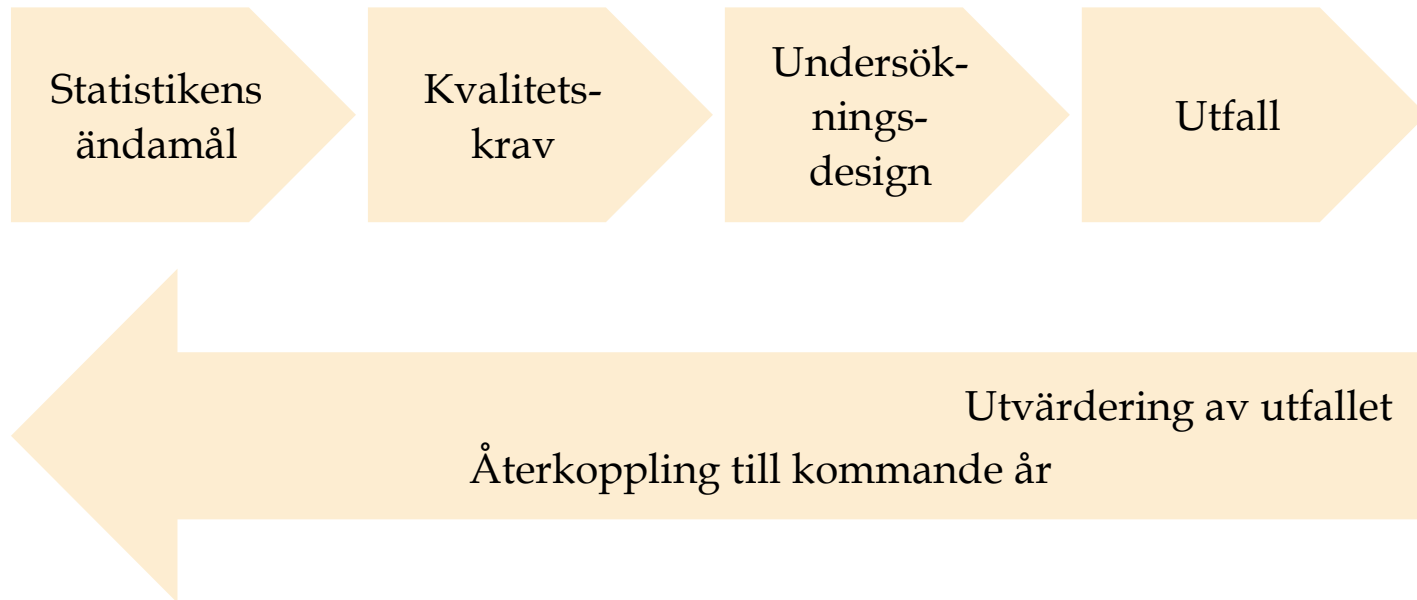 Statistikens
ändamål
Kvalitets-
krav
Undersök-
nings-
design
Utfall
Utvärdering av utfallet
Återkoppling till kommande år